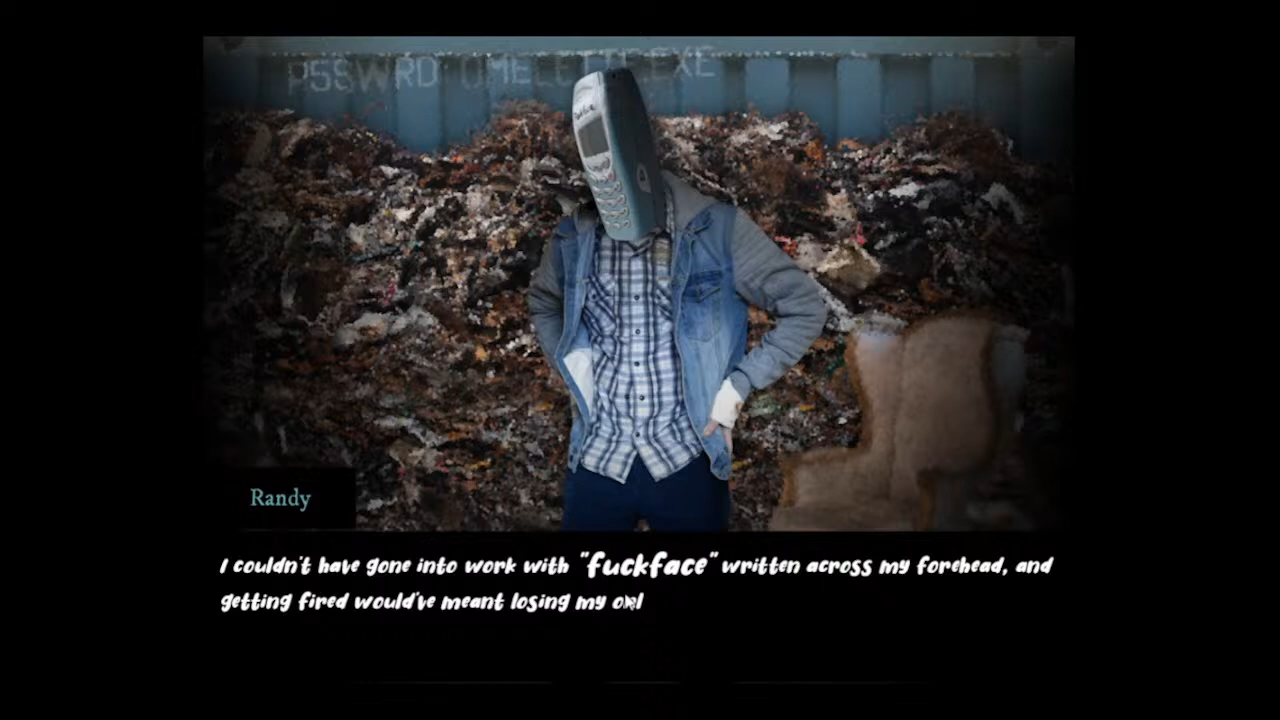 P55WRD OMELETTE.EXE
Randy
I couldn't have gone into work with "fuckface" written across my forehead, and
getting fired would've meant losing my onl